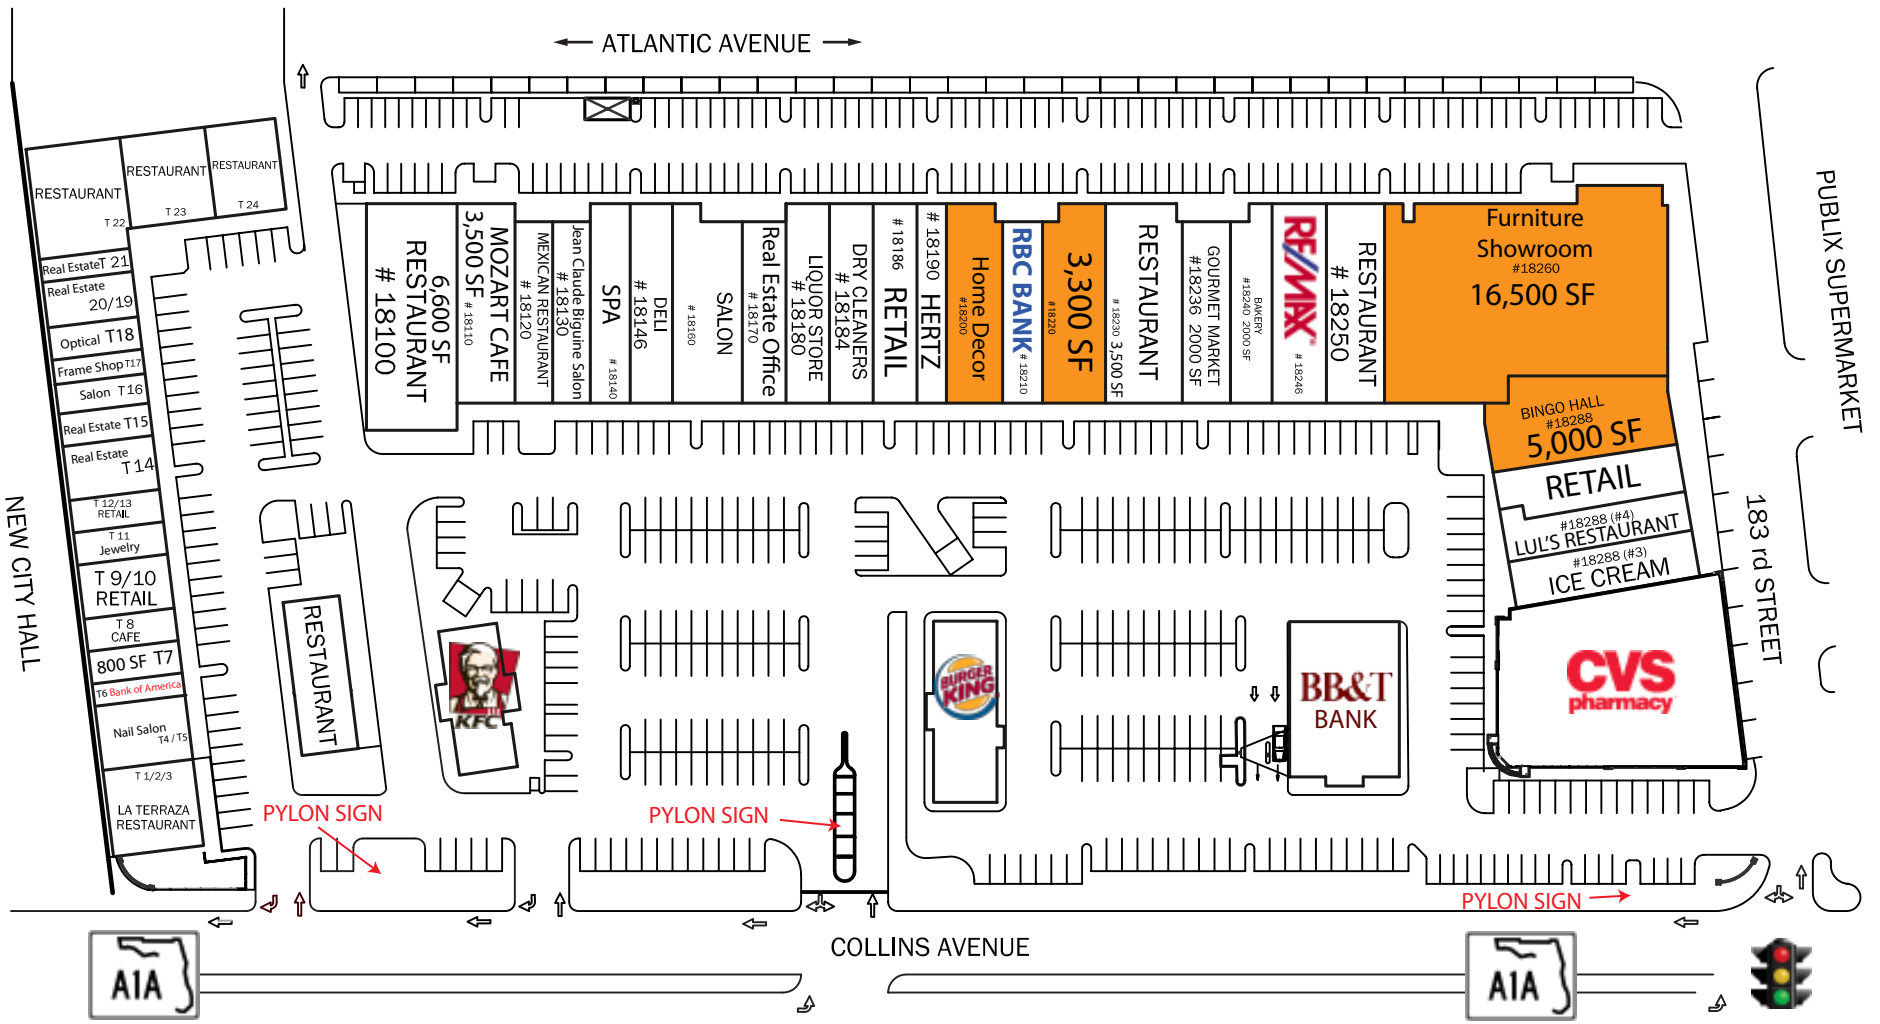 ATLANTIC AVENUE
RESTAURANT
T 22
RESTAURANT
T 23
RESTAURANT
T 24
Real Estate T 21
Real Estate
20/19
Optical T18
Frame Shop T17
Salon T16
Real Estate T15
Real Estate
T 14
T 12/13
RETAIL
T 11
Jewelry
T 9/10
RETAIL
T 8
CAFE
800 SF T7
T6 Bank of America
Nail Salon
T4 / T5
T 1/2/3
LA TERRAZA
RESTAURANT
NEW CITY HALL
6,600 SF
RESTAURANT
# 18100
MOZART CAFE
3,500 SF # 18110
MEXICAN RESTAURANT
# 18120
Jean Claude Biguine Salon
# 18130
SPA # 18140
DELI
# 18146
# 18160
SALON
Real Estate Office
# 18170
LIQUOR STORE
# 18180
DRY CLEANERS
# 18184
# 18186 RETAIL
# 18190 HERTZ
Home Decor
#18200
RBC BANK # 18210
3,300 SF
#18220
RESTAURANT
# 18230 3,500 SF
GOURMET MARKET
#18236 2000 SF
BAKERY
#18240 2000 SF
RE/MAX
# 18246
RESTAURANT
# 18250
Furniture
Showroom
#18260
16,500 SF
BINGO HALL
#18288
5,000 SF
RETAIL
#18288 (#4)
LUL'S RESTAURANT
#18288 (#3)
ICE CREAM
CVS
pharmacy
PUBLIX SUPERMARKET
183 rd STREET
RESTAURANT
KFC
BURGER
KING
BB&T
BANK
PYLON SIGN
PYLON SIGN
PYLON SIGN
COLLINS AVENUE
A1A
A1A